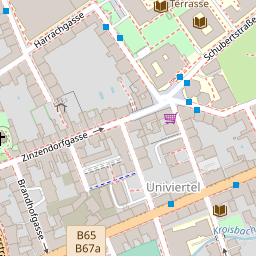 Terrasse
Harrachgasse
Schubertstraße
Zinzendorfgasse
Brandhofgasse
Univiertel
B65
B67a
Kroisbach